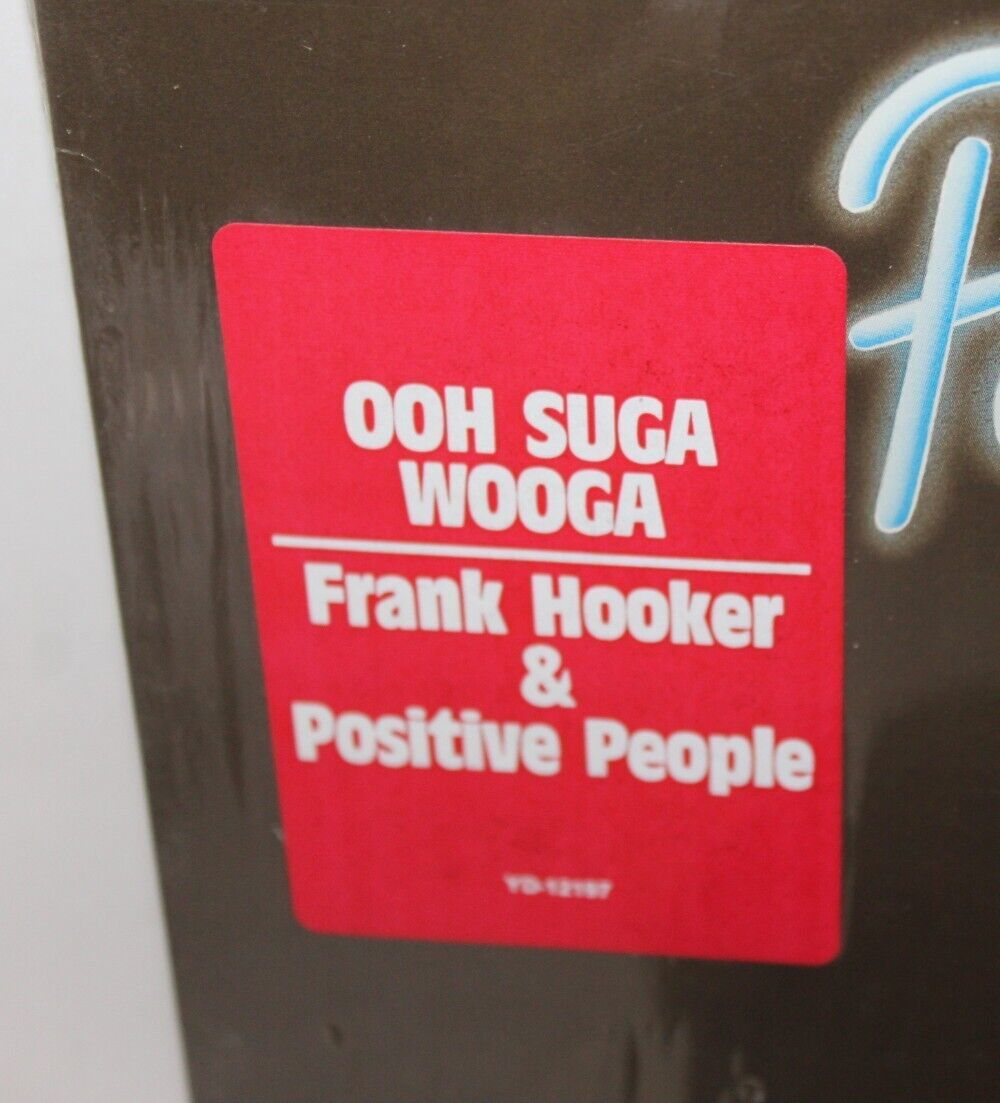 OOH SUGA
WOOGA
Frank Hooker
&
Positive People
YD-12197